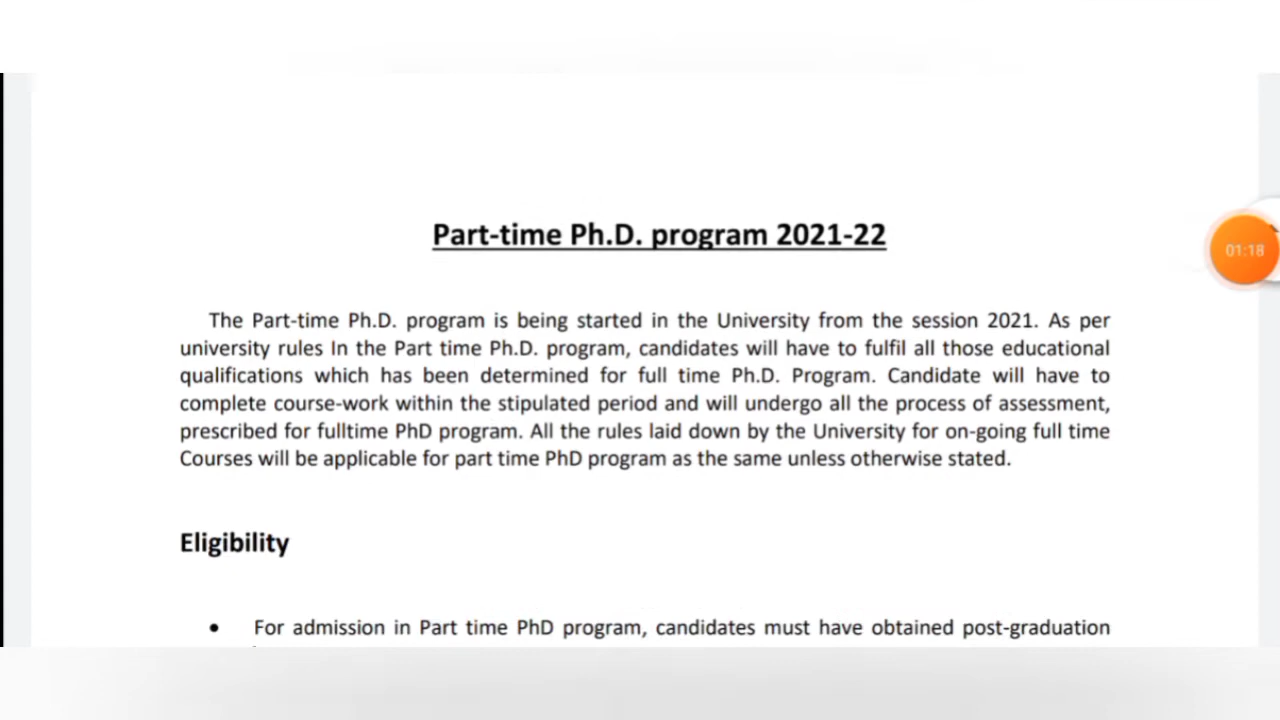 Part-time Ph.D. program 2021-22
01:18
The Part-time Ph.D. program is being started in the University from the session 2021. As per
university rules In the Part time Ph.D. program, candidates will have to fulfil all those educational
qualifications which has been determined for full time Ph.D. Program. Candidate will have to
complete course-work within the stipulated period and will undergo all the process of assessment,
prescribed for fulltime PhD program. All the rules laid down by the University for on-going full time
Courses will be applicable for part time PhD program as the same unless otherwise stated.
Eligibility
• For admission in Part time PhD program, candidates must have obtained post-graduation